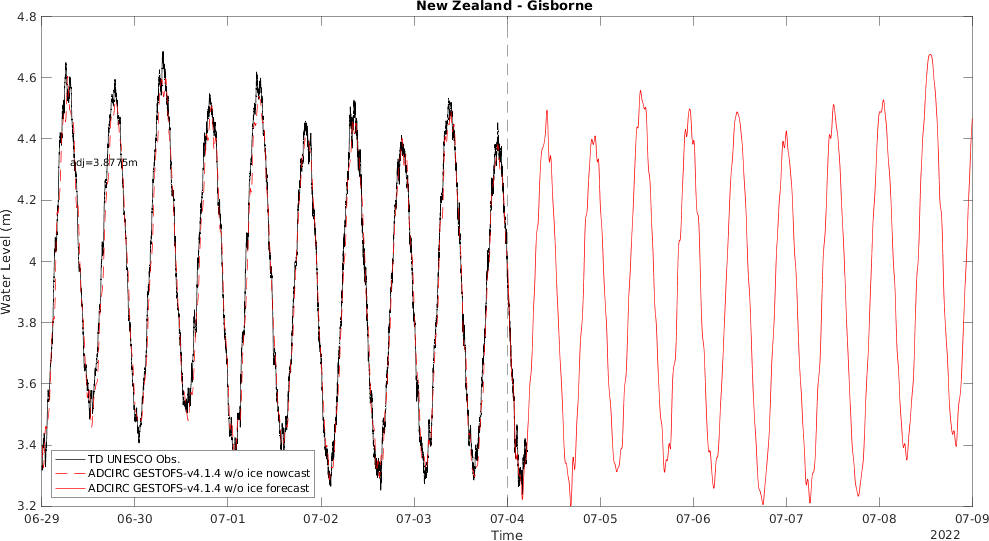 New Zealand - Gisborne
4.8
4.6
4.4
4.2
4
3.8
3.6
3.4
3.2
Water Level (m)
adj=3.8775m
TD UNESCO Obs.
ADCIRC GESTOFS-v4.1.4 w/o ice nowcast
ADCIRC GESTOFS-v4.1.4 w/o ice forecast
06-29 06-30 07-01 07-02 07-03 07-04 07-05 07-06 07-07 07-08 07-09
Time
2022